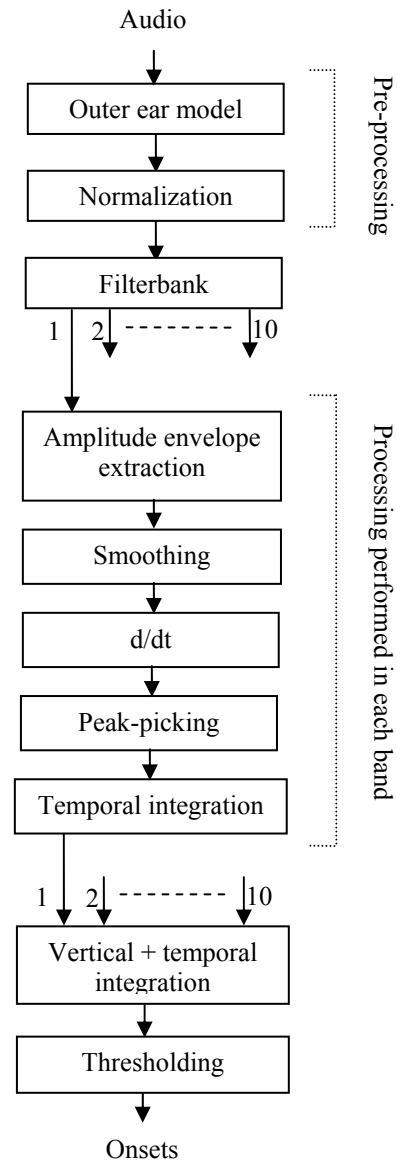 Audio
Outer ear model
Normalization
Pre-processing
Filterbank
1 2 10
Amplitude envelope
extraction
Smoothing
d/dt
Peak-picking
Temporal integration
Processing performed in each band
1 2 10
Vertical + temporal
integration
Thresholding
Onsets